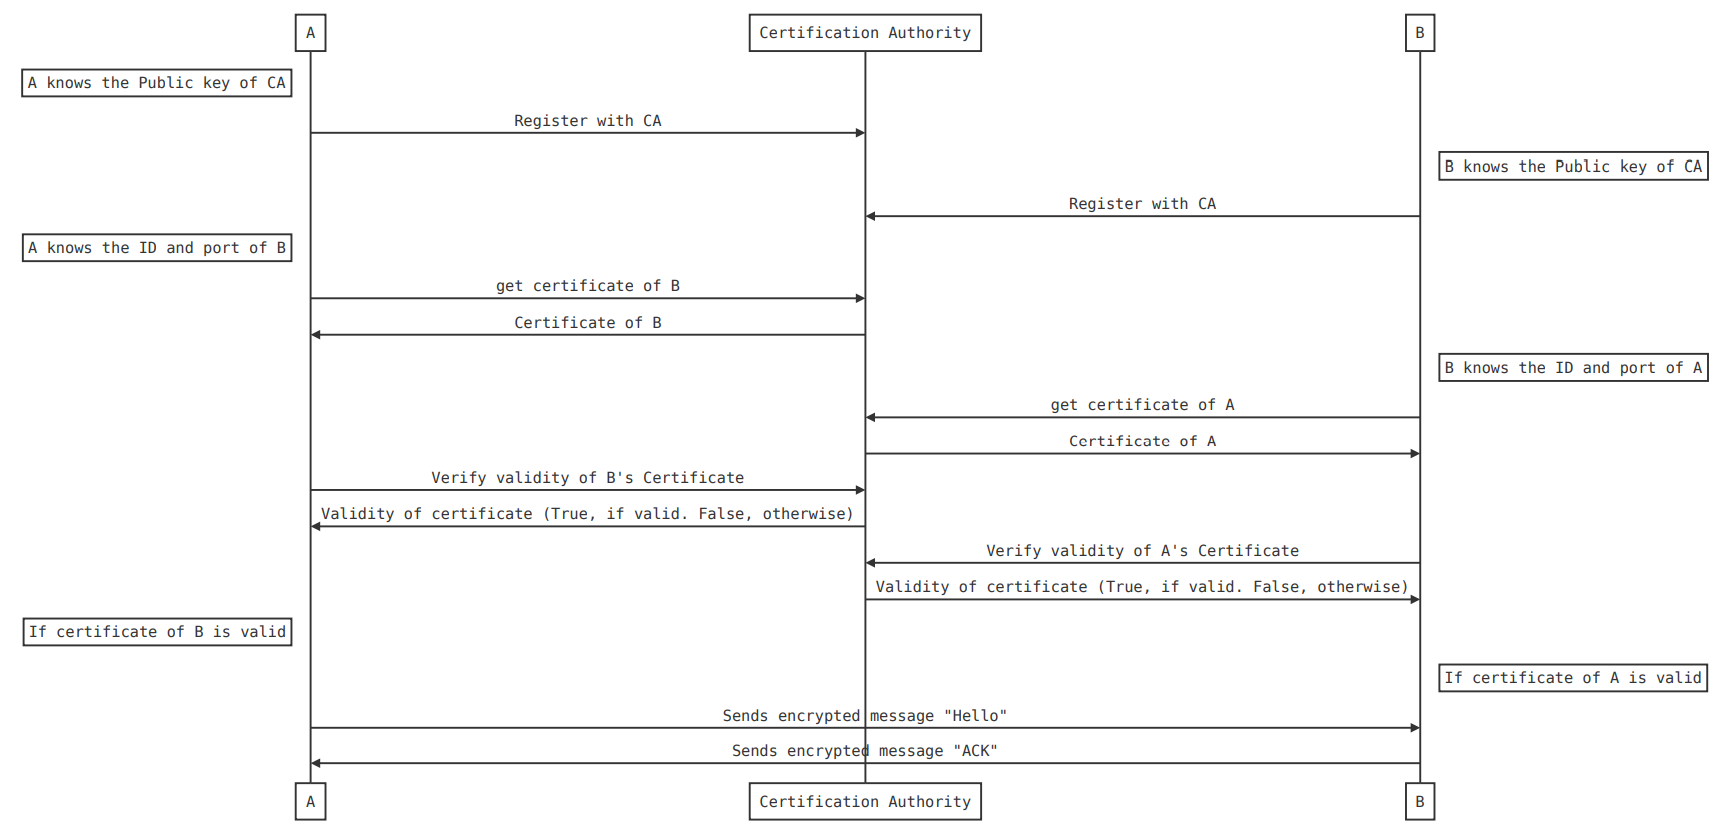 A
Certification Authority
B
A knows the Public key of CA
Register with CA
B knows the Public key of CA
Register with CA
A knows the ID and port of B
get certificate of B
Certificate of B
B knows the ID and port of A
get certificate of A
Certificate of A
Verify validity of B's Certificate
Validity of certificate (True, if valid. False, otherwise)
Verify validity of A's Certificate
Validity of certificate (True, if valid. False, otherwise)
If certificate of B is valid
If certificate of A is valid
Sends encrypted message "Hello"
Sends encrypted message "ACK"
A
Certification Authority
B